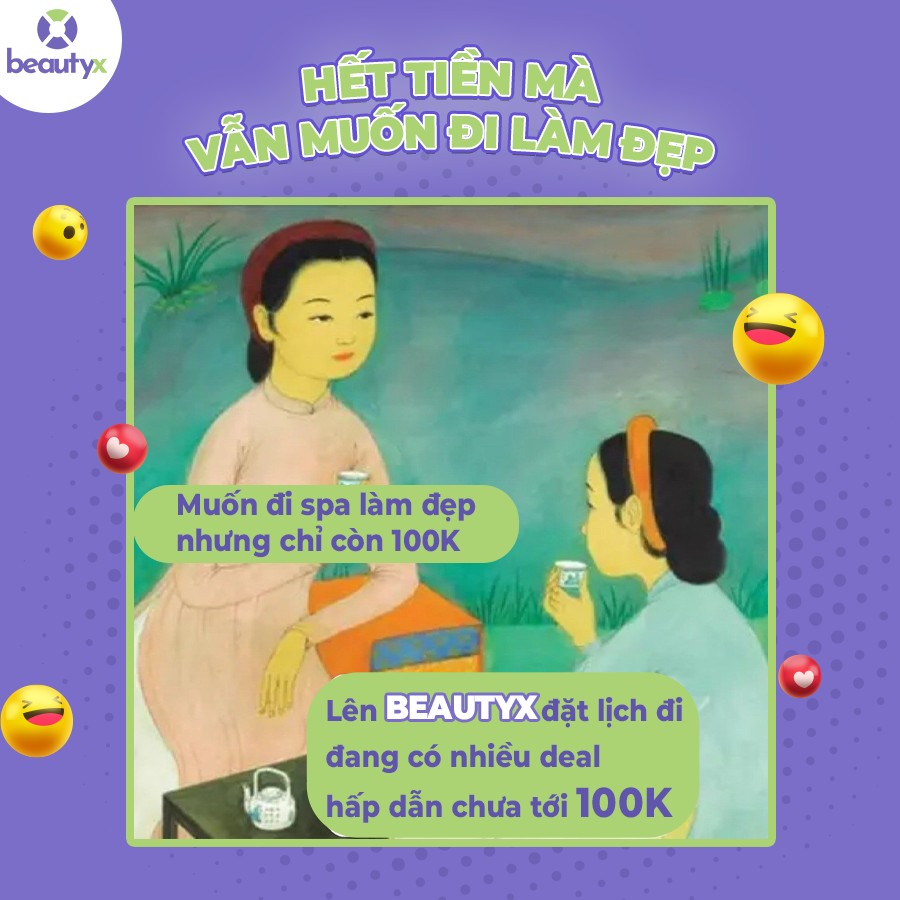 beautyx
HẾT TIỀN MÀ
VẪN MUỐN ĐI LÀM ĐẸP
Muốn đi spa làm đẹp
nhưng chỉ còn 100K
Lên BEAUTYX đặt lịch đi
đang có nhiều deal
hấp dẫn chưa tới 100K